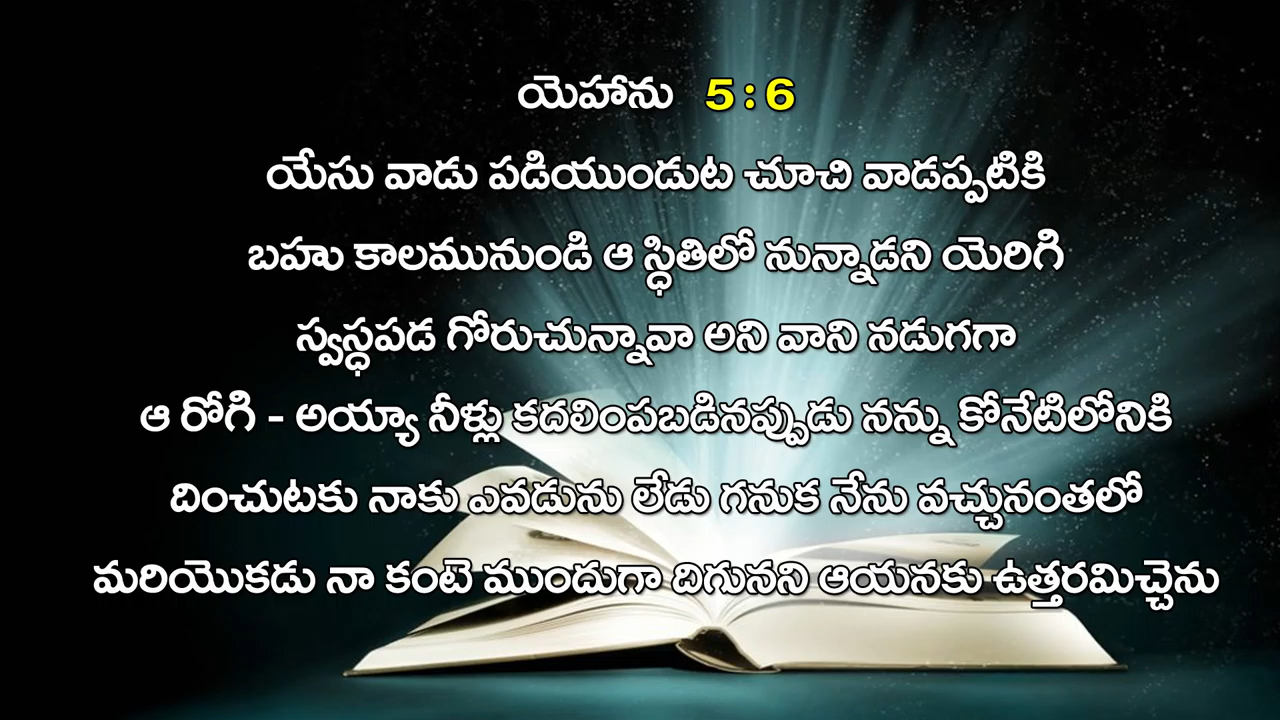 యెహాను 5 : 6
యేసు వాడు పడియుండుట చూచి వాడప్పటికి
బహు కాలమునుండి ఆ స్ధితిలో నున్నాడని యెరిగి
స్వస్ధపడ గోరుచున్నావా అని వాని నడుగగా
ఆ రోగి - అయ్యా నీళ్లు కదలింపబడినప్పుడు నన్ను కోనేటిలోనికి
దించుటకు నాకు ఎవడును లేడు గనుక నేను వచ్చునంతలో
మరియొకడు నా కంటె ముందుగా దిగునని ఆయనకు ఉత్తరమిచ్చెను